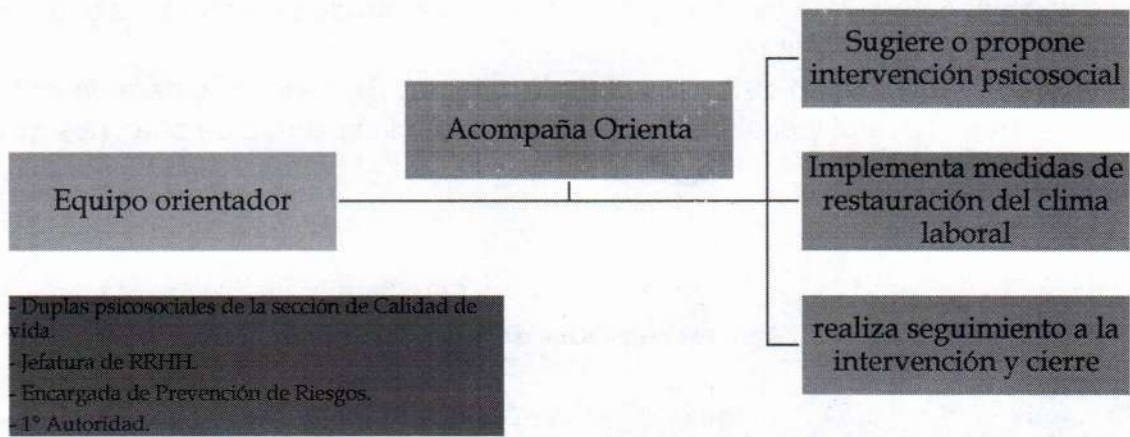 Equipo orientador
- Duplas psicosociales de la sección de Calidad de
vida.
- Jefatura de RRHH.
- Encargada de Prevención de Riesgos.
- 1º Autoridad.
Acompaña Orienta
Sugiere o propone
intervención psicosocial
Implementa medidas de
restauración del clima
laboral
realiza seguimiento a la
intervención y cierre